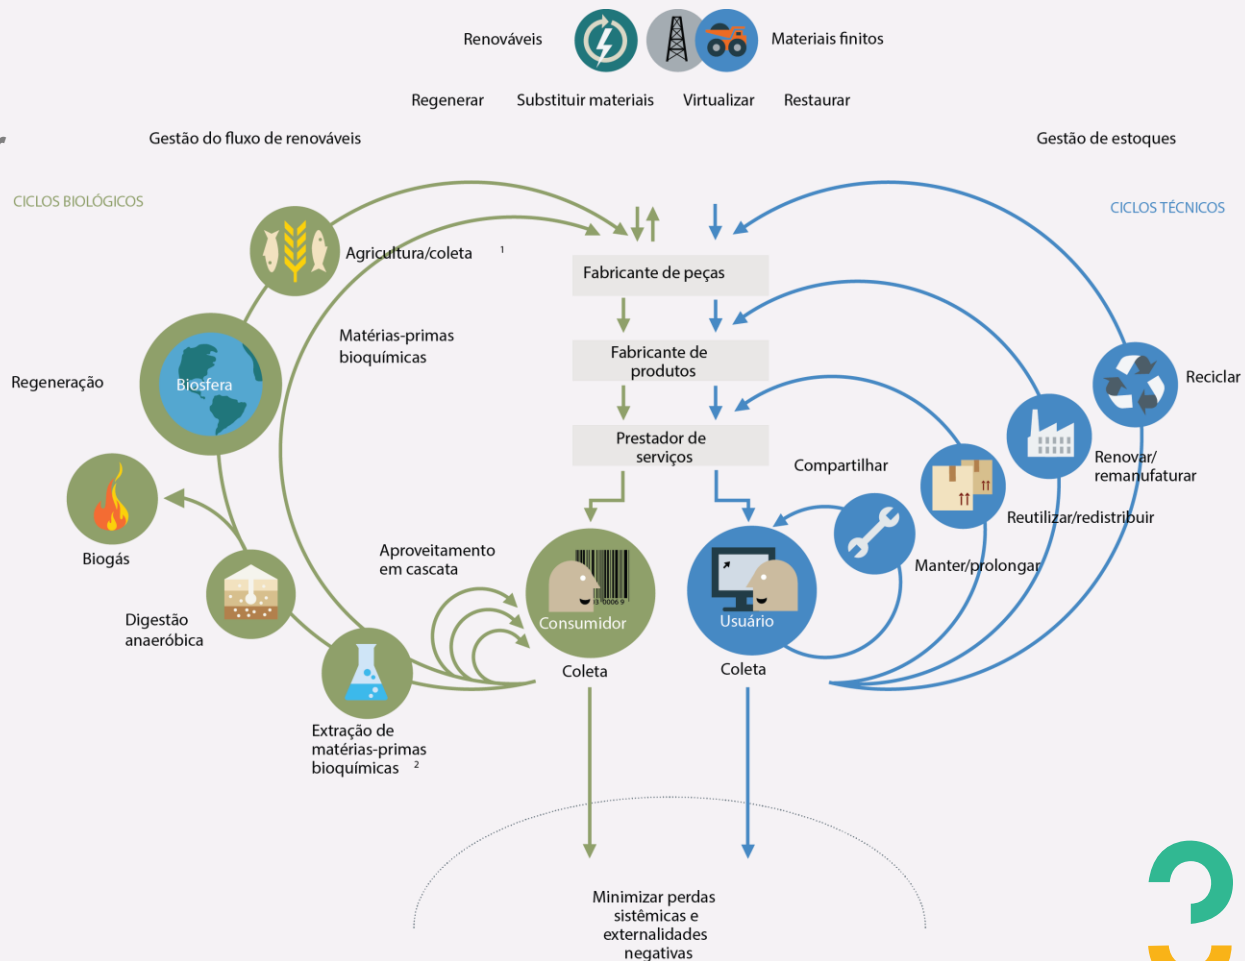 Renováveis
Materiais finitos
Regenerar
Substituir materiais
Virtualizar
Restaurar
Gestão do fluxo de renováveis
Gestão de estoques
CICLOS BIOLÓGICOS
CICLOS TÉCNICOS
Agricultura/coleta 1
Fabricante de peças
Matérias-primas
bioquímicas
Fabricante de
produtos
Regeneração
Biosfera
Reciclar
Prestador de
serviços
Compartilhar
Renovar/
remanufaturar
Reutilizar/redistribuir
Biogás
Aproveitamento
em cascata
Manter/prolongar
Digestão
anaeróbica
Consumidor
Usuário
Coleta
Coleta
Extração de
matérias-primas
bioquímicas 2
Minimizar perdas
sistêmicas e
externalidades
negativas